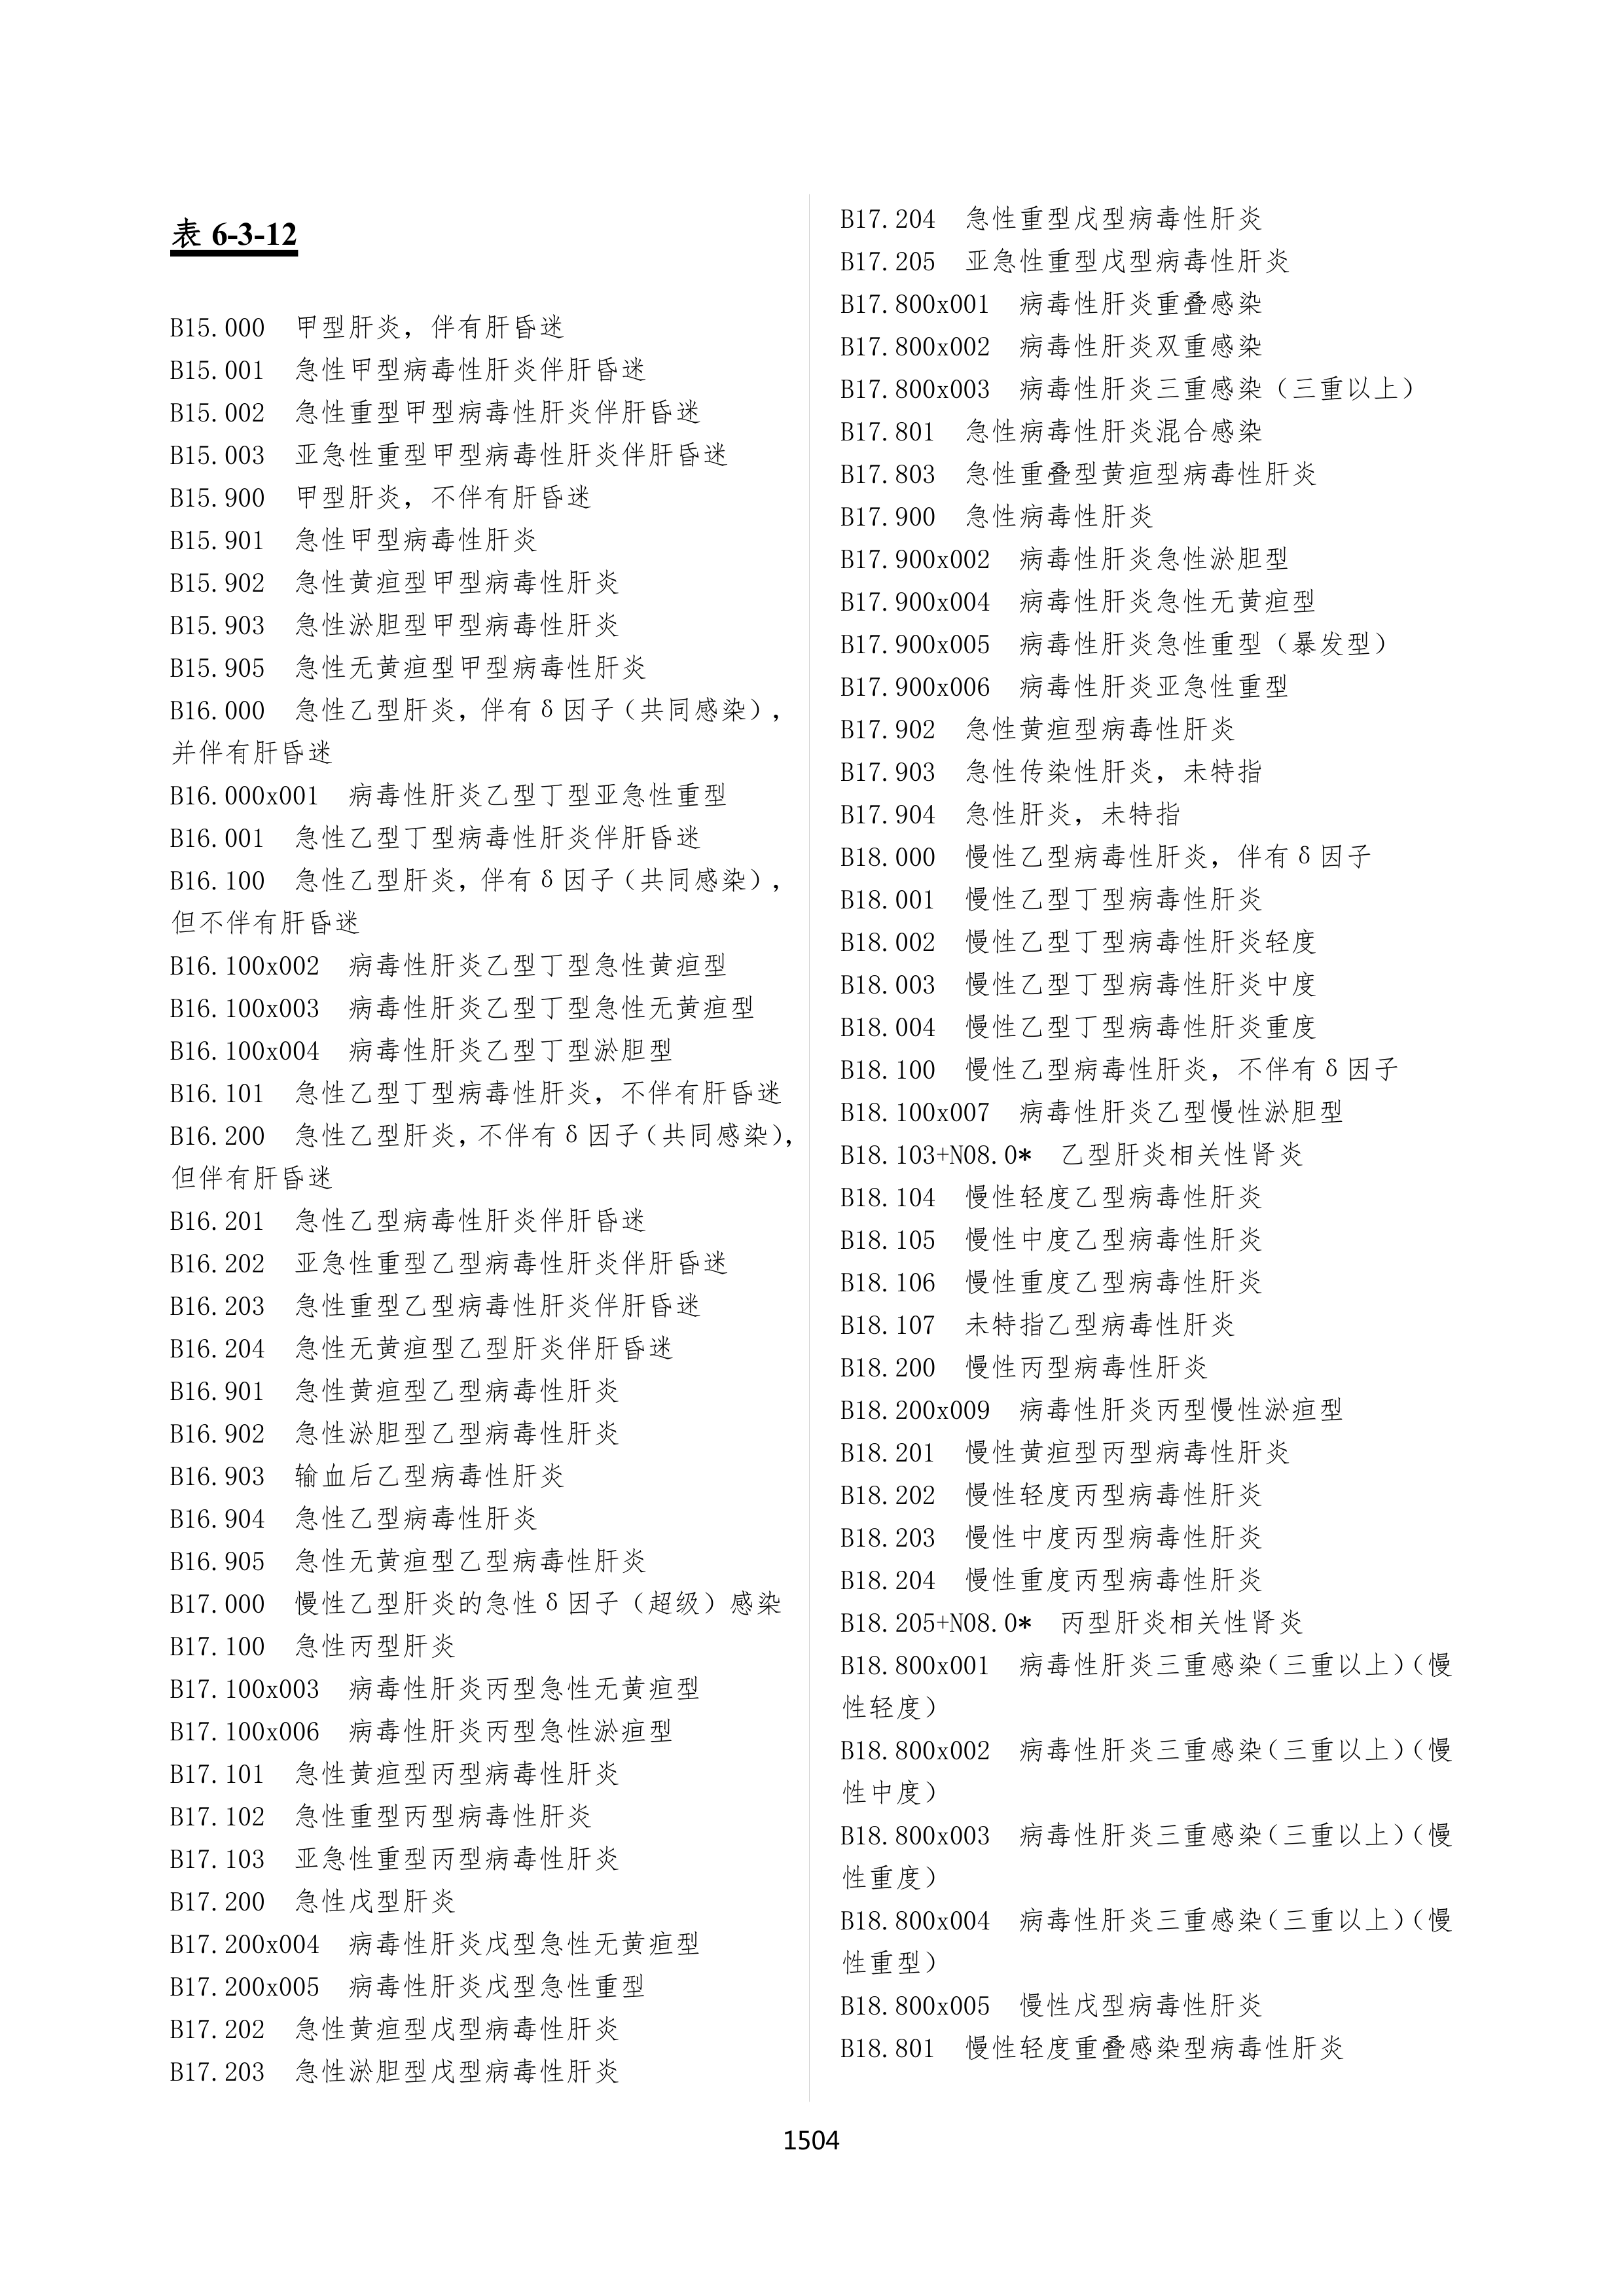 表 6-3-12
B15.000 甲型肝炎，伴有肝昏迷
B15.001 急性甲型病毒性肝炎伴肝昏迷
B15.002 急性重型甲型病毒性肝炎伴肝昏迷
B15.003 亚急性重型甲型病毒性肝炎伴肝昏迷
B15.900 甲型肝炎，不伴有肝昏迷
B15.901 急性甲型病毒性肝炎
B15.902 急性黄疸型甲型病毒性肝炎
B15.903 急性淤胆型甲型病毒性肝炎
B15.905 急性无黄疸型甲型病毒性肝炎
B16.000 急性乙型肝炎，伴有δ因子（共同感染），
并伴有肝昏迷
B16.000x001 病毒性肝炎乙型丁型亚急性重型
B16.001 急性乙型丁型病毒性肝炎伴肝昏迷
B16.100 急性乙型肝炎，伴有δ因子（共同感染），
但不伴有肝昏迷
B16.100x002 病毒性肝炎乙型丁型急性黄疸型
B16.100x003 病毒性肝炎乙型丁型急性无黄疸型
B16.100x004 病毒性肝炎乙型丁型淤胆型
B16.101 急性乙型丁型病毒性肝炎，不伴有肝昏迷
B16.200 急性乙型肝炎，不伴有δ因子（共同感染），
但伴有肝昏迷
B16.201 急性乙型病毒性肝炎伴肝昏迷
B16.202 亚急性重型乙型病毒性肝炎伴肝昏迷
B16.203 急性重型乙型病毒性肝炎伴肝昏迷
B16.204 急性无黄疸型乙型肝炎伴肝昏迷
B16.901 急性黄疸型乙型病毒性肝炎
B16.902 急性淤胆型乙型病毒性肝炎
B16.903 输血后乙型病毒性肝炎
B16.904 急性乙型病毒性肝炎
B16.905 急性无黄疸型乙型病毒性肝炎
B17.000 慢性乙型肝炎的急性δ因子（超级）感染
B17.100 急性丙型肝炎
B17.100x003 病毒性肝炎丙型急性无黄疸型
B17.100x006 病毒性肝炎丙型急性淤疸型
B17.101 急性黄疸型丙型病毒性肝炎
B17.102 急性重型丙型病毒性肝炎
B17.103 亚急性重型丙型病毒性肝炎
B17.200 急性戊型肝炎
B17.200x004 病毒性肝炎戊型急性无黄疸型
B17.200x005 病毒性肝炎戊型急性重型
B17.202 急性黄疸型戊型病毒性肝炎
B17.203 急性淤胆型戊型病毒性肝炎
B17.204 急性重型戊型病毒性肝炎
B17.205 亚急性重型戊型病毒性肝炎
B17.800x001 病毒性肝炎重叠感染
B17.800x002 病毒性肝炎双重感染
B17.800x003 病毒性肝炎三重感染（三重以上）
B17.801 急性病毒性肝炎混合感染
B17.803 急性重叠型黄疸型病毒性肝炎
B17.900 急性病毒性肝炎
B17.900x002 病毒性肝炎急性淤胆型
B17.900x004 病毒性肝炎急性无黄疸型
B17.900x005 病毒性肝炎急性重型（暴发型）
B17.900x006 病毒性肝炎亚急性重型
B17.902 急性黄疸型病毒性肝炎
B17.903 急性传染性肝炎，未特指
B17.904 急性肝炎，未特指
B18.000 慢性乙型病毒性肝炎，伴有δ因子
B18.001 慢性乙型丁型病毒性肝炎
B18.002 慢性乙型丁型病毒性肝炎轻度
B18.003 慢性乙型丁型病毒性肝炎中度
B18.004 慢性乙型丁型病毒性肝炎重度
B18.100 慢性乙型病毒性肝炎，不伴有δ因子
B18.100x007 病毒性肝炎乙型慢性淤胆型
B18.103+N08.0* 乙型肝炎相关性肾炎
B18.104 慢性轻度乙型病毒性肝炎
B18.105 慢性中度乙型病毒性肝炎
B18.106 慢性重度乙型病毒性肝炎
B18.107 未特指乙型病毒性肝炎
B18.200 慢性丙型病毒性肝炎
B18.200x009 病毒性肝炎丙型慢性淤疸型
B18.201 慢性黄疸型丙型病毒性肝炎
B18.202 慢性轻度丙型病毒性肝炎
B18.203 慢性中度丙型病毒性肝炎
B18.204 慢性重度丙型病毒性肝炎
B18.205+N08.0* 丙型肝炎相关性肾炎
B18.800x001 病毒性肝炎三重感染（三重以上）（慢
性轻度）
B18.800x002 病毒性肝炎三重感染（三重以上）（慢
性中度）
B18.800x003 病毒性肝炎三重感染（三重以上）（慢
性重度）
B18.800x004 病毒性肝炎三重感染（三重以上）（慢
性重型）
B18.800x005 慢性戊型病毒性肝炎
B18.801 慢性轻度重叠感染型病毒性肝炎
1504